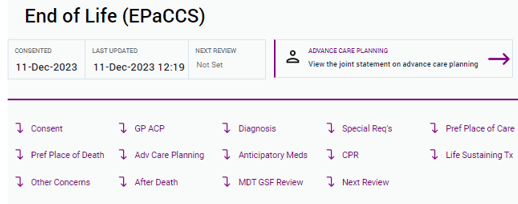 End of Life (EPaCCS)
CONSENTED LAST UPDATED NEXT REVIEW ADVANCE CARE PLANNING
11-Dec-2023 11-Dec-2023 12:19 Not Set View the joint statement on advance care planning
Consent GP ACP Diagnosis Special Req's Pref Place of Care
Pref Place of Death Adv Care Planning Anticipatory Meds CPR Life Sustaining Tx
Other Concerns After Death MDT GSF Review Next Review